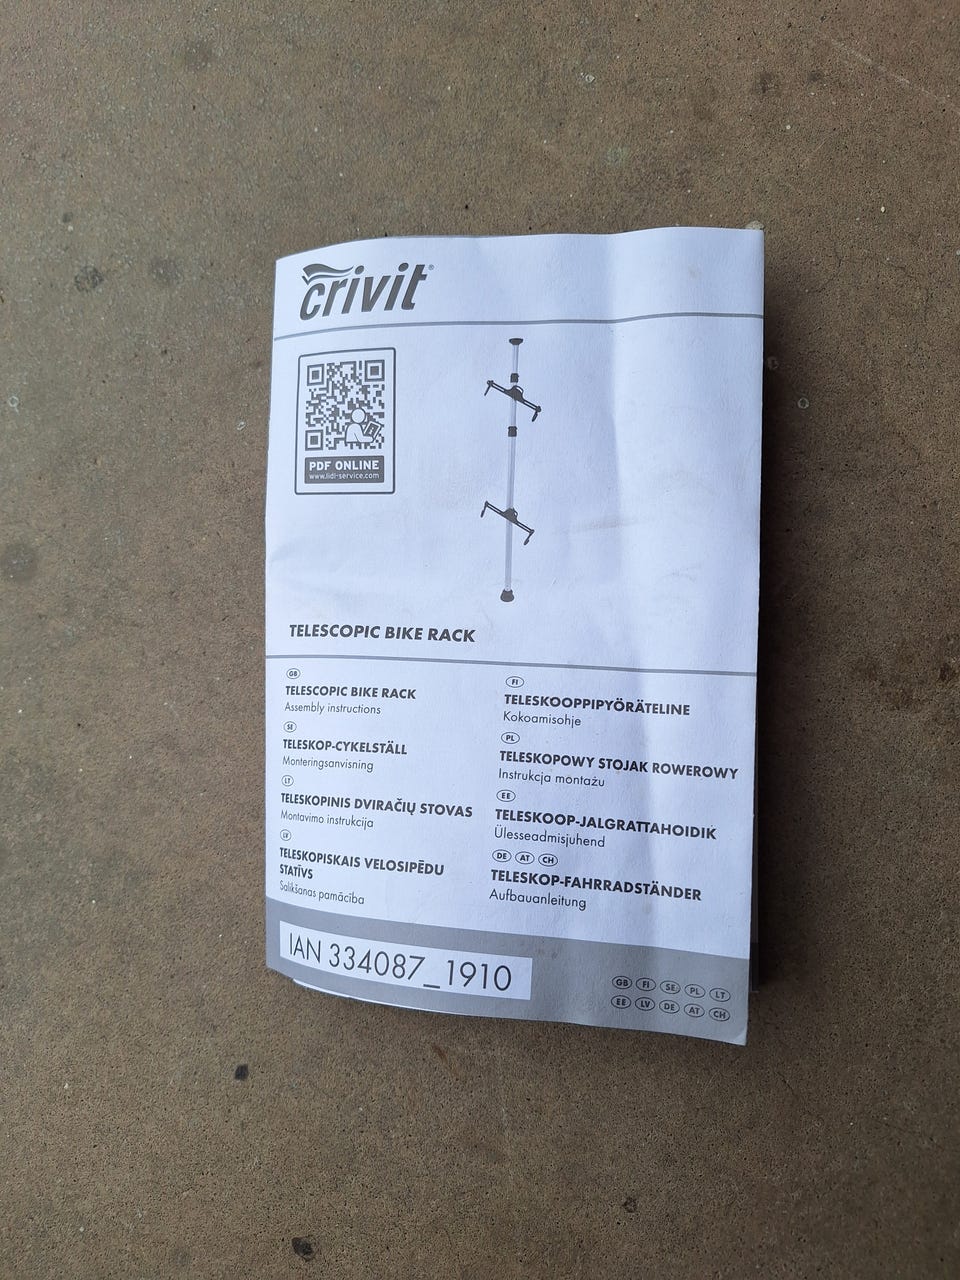 crivit®
PDF ONLINE
www.lidl-service.com
TELESCOPIC BIKE RACK
GB
TELESCOPIC BIKE RACK
Assembly instructions
SE
TELESKOP-CYKELSTÄLL
Monteringsanvisning
LT
TELESKOPINIS DVIRAČIŲ STOVAS
Montavimo instrukcija
LV
TELESKOPISKAIS VELOSIPĒDU
STATĪVS
Salikšanas pamācība
FI
TELESKOOPPIPYÖRÄTELINE
Kokoamisohje
PL
TELESKOPOWY STOJAK ROWEROWY
Instrukcja montażu
EE
TELESKOOP-JALGRATTAHOIDIK
Ülesseadmisjuhend
DE AT CH
TELESKOP-FAHRRADSTÄNDER
Aufbauanleitung
IAN 334087_1910
GB FI SE PL LT
EE LV DE AT CH